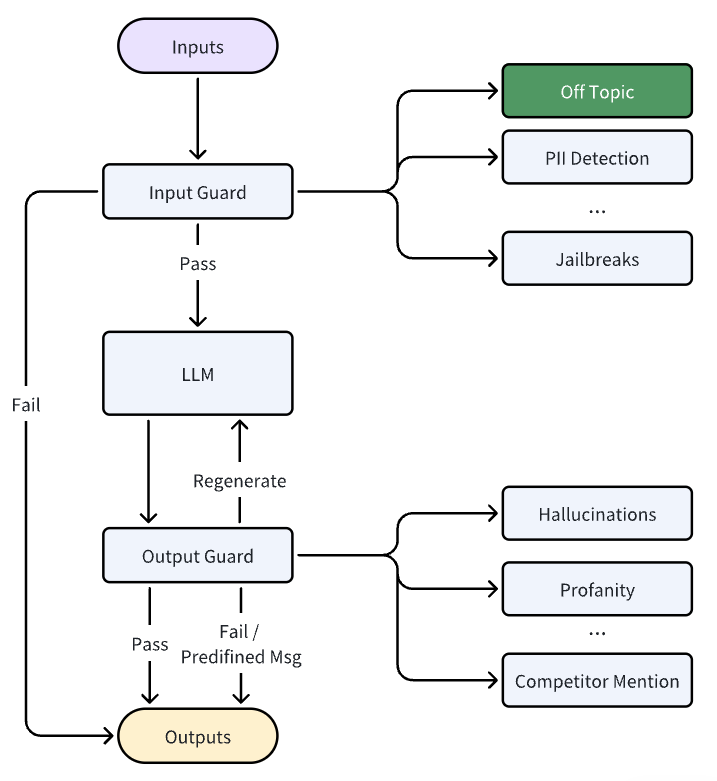 Inputs
Off Topic
PII Detection
Input Guard
...
Pass
Jailbreaks
LLM
Fail
Regenerate
Hallucinations
Output Guard
Profanity
Fail /
...
Pass
Predifined Msg
Competitor Mention
Outputs